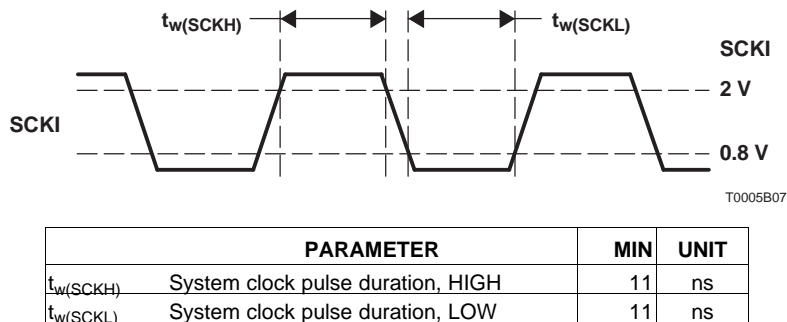 tw(SCKH) tw(SCKL)
SCKI
2 V
SCKI
0.8 V
T0005B07
PARAMETER MIN UNIT
tw(SCKH) System clock pulse duration, HIGH 11 ns
tw(SCKL) System clock pulse duration, LOW 11 ns